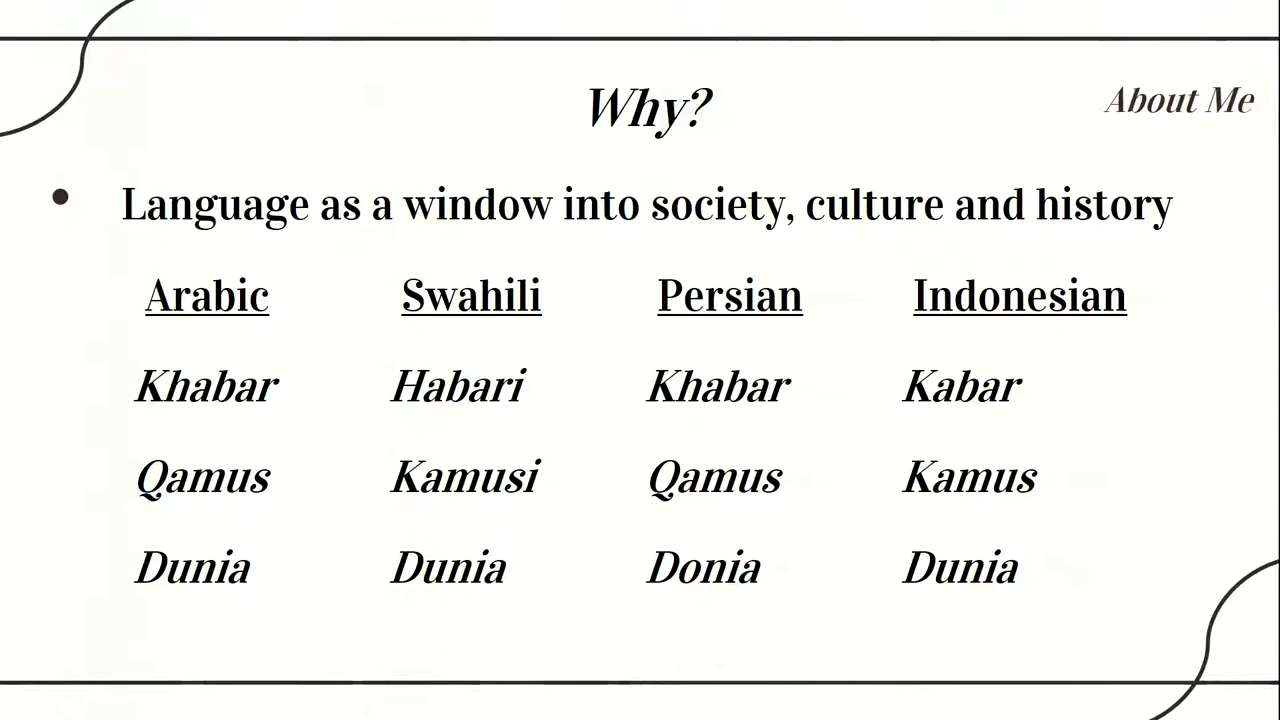 Why?
About Me
• Language as a window into society, culture and history
Arabic Swahili Persian Indonesian
Khabar Habari Khabar Kabar
Qamus Kamusi Qamus Kamus
Dunia Dunia Donia Dunia